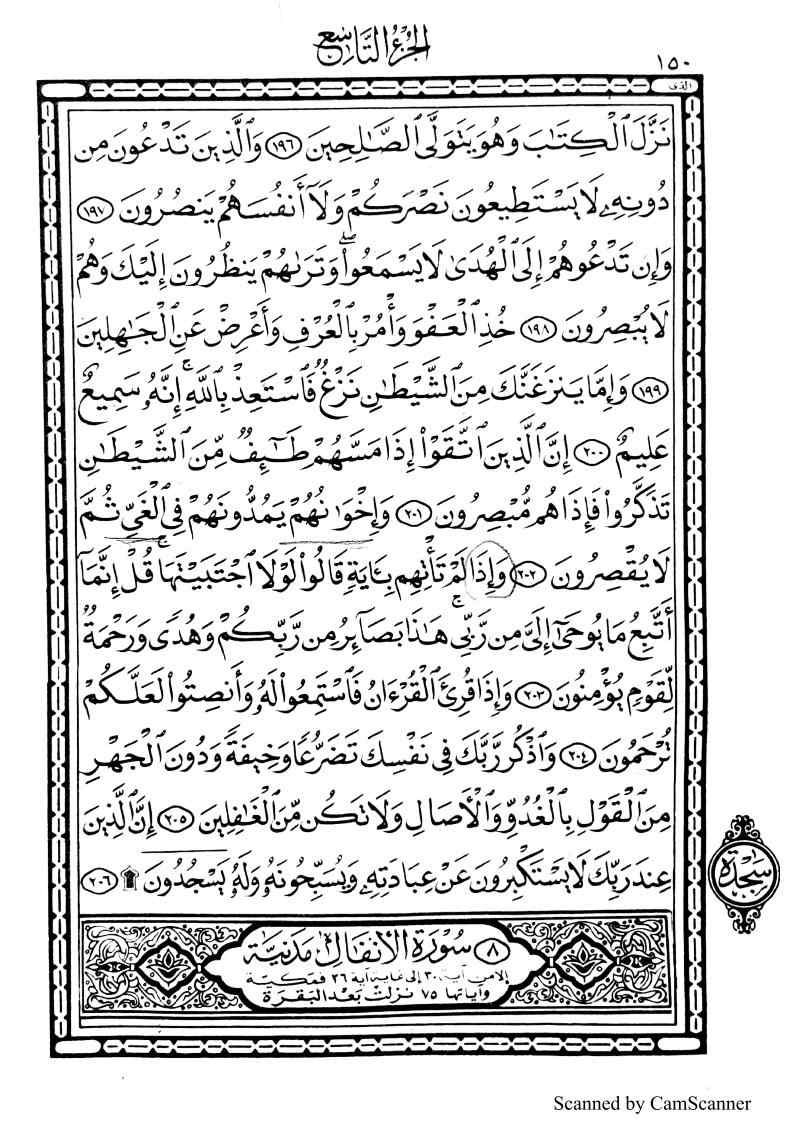 الجزء التاسع
١٥٠
الذى
نَزَّلَ ٱلْكِتَٰبَ وَهُوَ يَتَوَلَّى ٱلصَّٰلِحِينَ ١٩٦ وَٱلَّذِينَ تَدْعُونَ مِن
دُونِهِۦ لَا يَسْتَطِيعُونَ نَصْرَكُمْ وَلَآ أَنفُسَهُمْ يَنصُرُونَ ١٩٧
وَإِن تَدْعُوهُمْ إِلَى ٱلْهُدَىٰ لَا يَسْمَعُوا۟ ۖ وَتَرَىٰهُمْ يَنظُرُونَ إِلَيْكَ وَهُمْ
لَا يُبْصِرُونَ ١٩٨ خُذِ ٱلْعَفْوَ وَأْمُرْ بِٱلْعُرْفِ وَأَعْرِضْ عَنِ ٱلْجَٰهِلِينَ
١٩٩ وَإِمَّا يَنزَغَنَّكَ مِنَ ٱلشَّيْطَٰنِ نَزْغٌ فَٱسْتَعِذْ بِٱللَّهِ ۚ إِنَّهُۥ سَمِيعٌ
عَلِيمٌ ٢٠٠ إِنَّ ٱلَّذِينَ ٱتَّقَوْا۟ إِذَا مَسَّهُمْ طَٰٓئِفٌ مِّنَ ٱلشَّيْطَٰنِ
تَذَكَّرُوا۟ فَإِذَا هُم مُّبْصِرُونَ ٢٠١ وَإِخْوَٰنُهُمْ يَمُدُّونَهُمْ فِى ٱلْغَىِّ ثُمَّ
لَا يُقْصِرُونَ ٢٠٢ وَإِذَا لَمْ تَأْتِهِم بِـَٔايَةٍ قَالُوا۟ لَوْلَا ٱجْتَبَيْتَهَا ۚ قُلْ إِنَّمَآ
أَتَّبِعُ مَا يُوحَىٰٓ إِلَىَّ مِن رَّبِّى ۚ هَٰذَا بَصَآئِرُ مِن رَّبِّكُمْ وَهُدًى وَرَحْمَةٌ
لِّقَوْمٍ يُؤْمِنُونَ ٢٠٣ وَإِذَا قُرِئَ ٱلْقُرْءَانُ فَٱسْتَمِعُوا۟ لَهُۥ وَأَنصِتُوا۟ لَعَلَّكُمْ
تُرْحَمُونَ ٢٠٤ وَٱذْكُر رَّبَّكَ فِى نَفْسِكَ تَضَرُّعًا وَخِيفَةً وَدُونَ ٱلْجَهْرِ
مِنَ ٱلْقَوْلِ بِٱلْغُدُوِّ وَٱلْـَٔاصَالِ وَلَا تَكُن مِّنَ ٱلْغَٰفِلِينَ ٢٠٥ إِنَّ ٱلَّذِينَ
عِندَ رَبِّكَ لَا يَسْتَكْبِرُونَ عَنْ عِبَادَتِهِۦ وَيُسَبِّحُونَهُۥ وَلَهُۥ يَسْجُدُونَ ۩ ٢٠٦
سَجْدَة
٨ سُورَة الأنفال مَدَنيَّة
إلا من آية ٣٠ إلى غاية آية ٣٦ فمكية
وآياتها ٧٥ نزلت بعد البقرة
Scanned by CamScanner